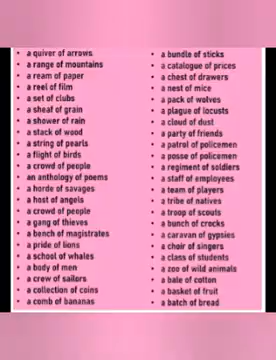 • a quiver of arrows
• a range of mountains
• a ream of paper
• a reel of film
• a set of clubs
• a sheaf of grain
• a shower of rain
• a stack of wood
• a string of pearls
• a flight of birds
• a crowd of people
• an anthology of poems
• a horde of savages
• a host of angels
• a crowd of people
• a gang of thieves
• a bench of magistrates
• a pride of lions
• a school of whales
• a body of men
• a crew of sailors
• a collection of coins
• a comb of bananas
• a bundle of sticks
• a catalogue of prices
• a chest of drawers
• a nest of mice
• a pack of wolves
• a plague of locusts
• a cloud of dust
• a party of friends
• a patrol of policemen
• a posse of policemen
• a regiment of soldiers
• a staff of employees
• a team of players
• a tribe of natives
• a troop of scouts
• a bunch of crocks
• a caravan of gypsies
• a choir of singers
• a class of students
• a zoo of wild animals
• a bale of cotton
• a basket of fruit
• a batch of bread